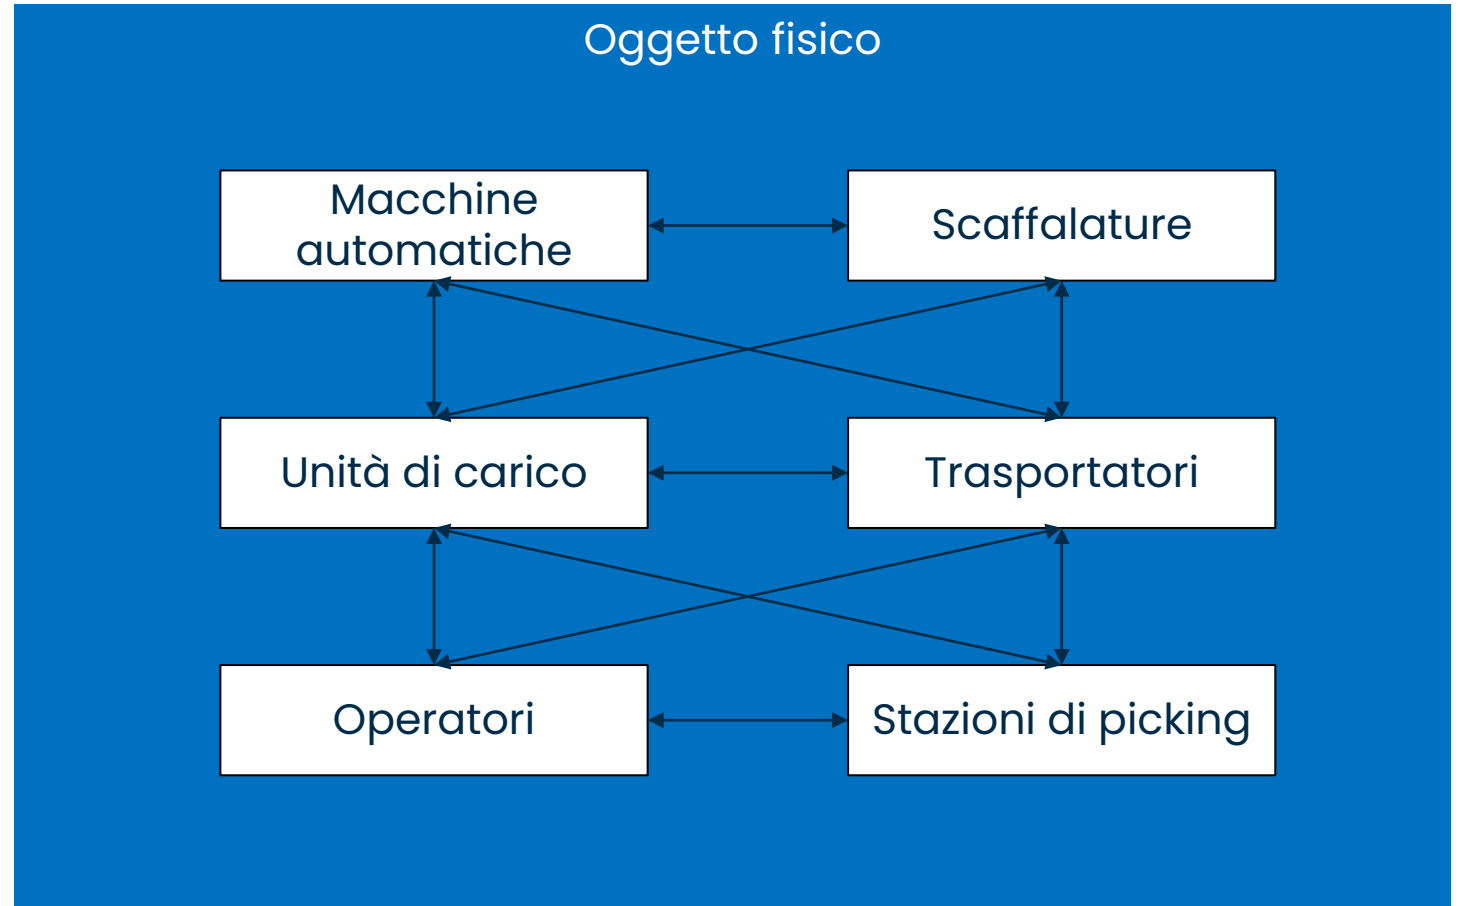 Oggetto fisico
Macchine
automatiche
Scaffalature
Unità di carico
Trasportatori
Operatori
Stazioni di picking